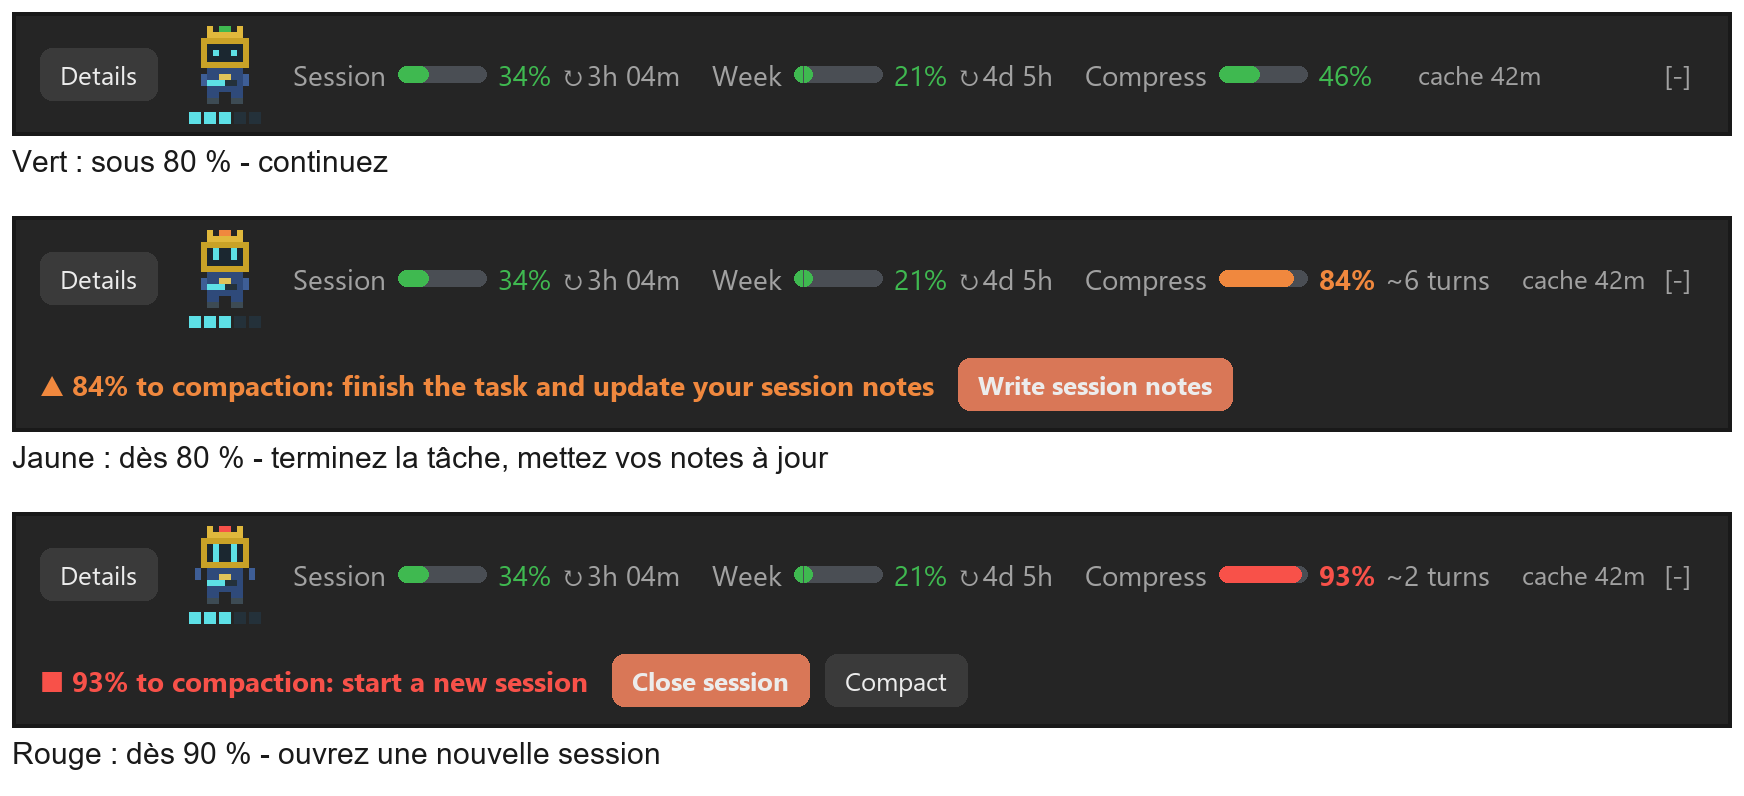 Details Session 34% ↻3h 04m Week 21% ↻4d 5h Compress 46% cache 42m [-]
Vert : sous 80 % - continuez
Details Session 34% ↻3h 04m Week 21% ↻4d 5h Compress 84% ~6 turns cache 42m [-]
▲ 84% to compaction: finish the task and update your session notes Write session notes
Jaune : dès 80 % - terminez la tâche, mettez vos notes à jour
Details Session 34% ↻3h 04m Week 21% ↻4d 5h Compress 93% ~2 turns cache 42m [-]
■ 93% to compaction: start a new session Close session Compact
Rouge : dès 90 % - ouvrez une nouvelle session